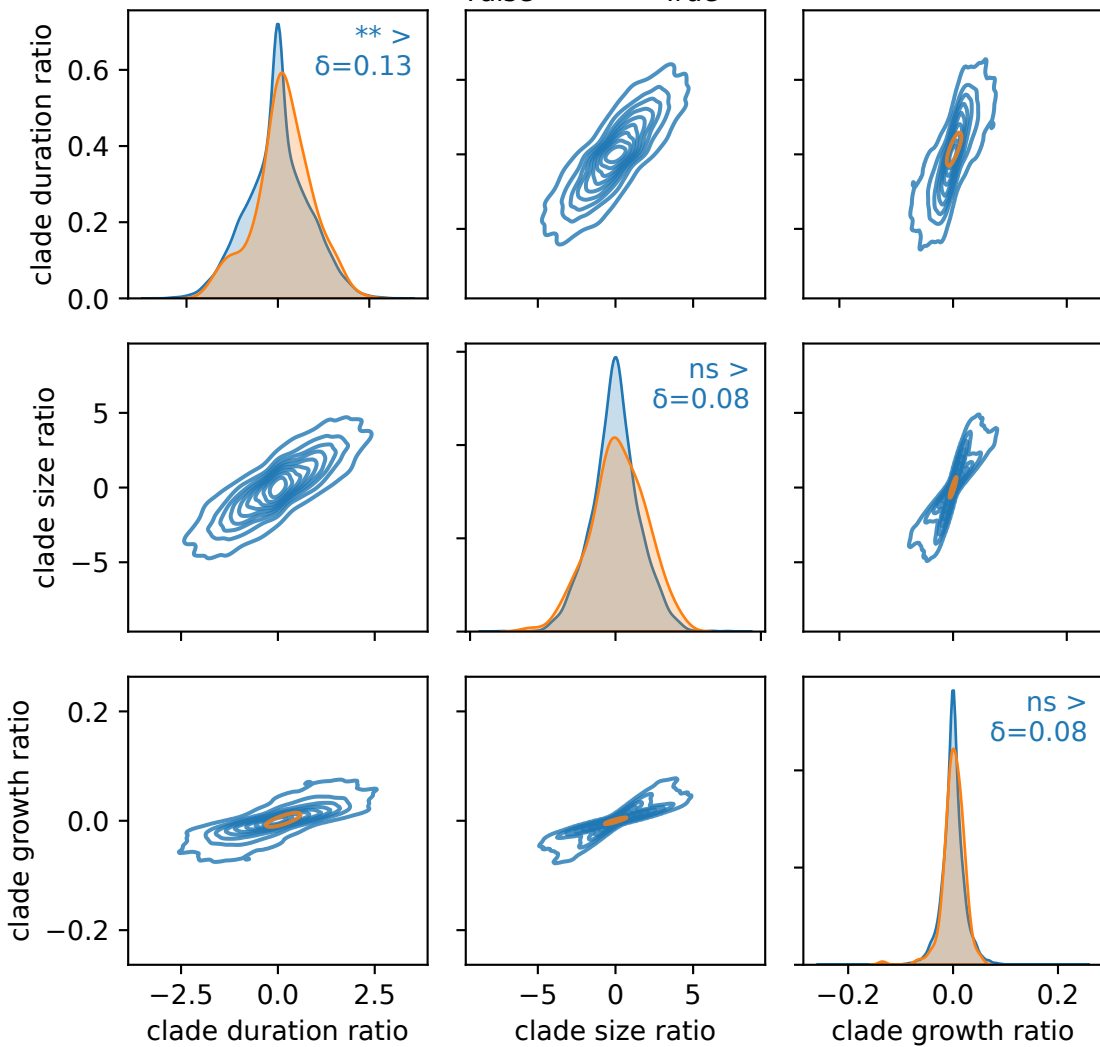 False True
clade duration ratio
0.6
0.4
0.2
0.0
** >
δ=0.13
clade size ratio
5
0
−5
ns >
δ=0.08
clade growth ratio
0.2
0.0
−0.2
ns >
δ=0.08
−2.5 0.0 2.5
−5 0 5
−0.2 0.0 0.2
clade duration ratio
clade size ratio
clade growth ratio